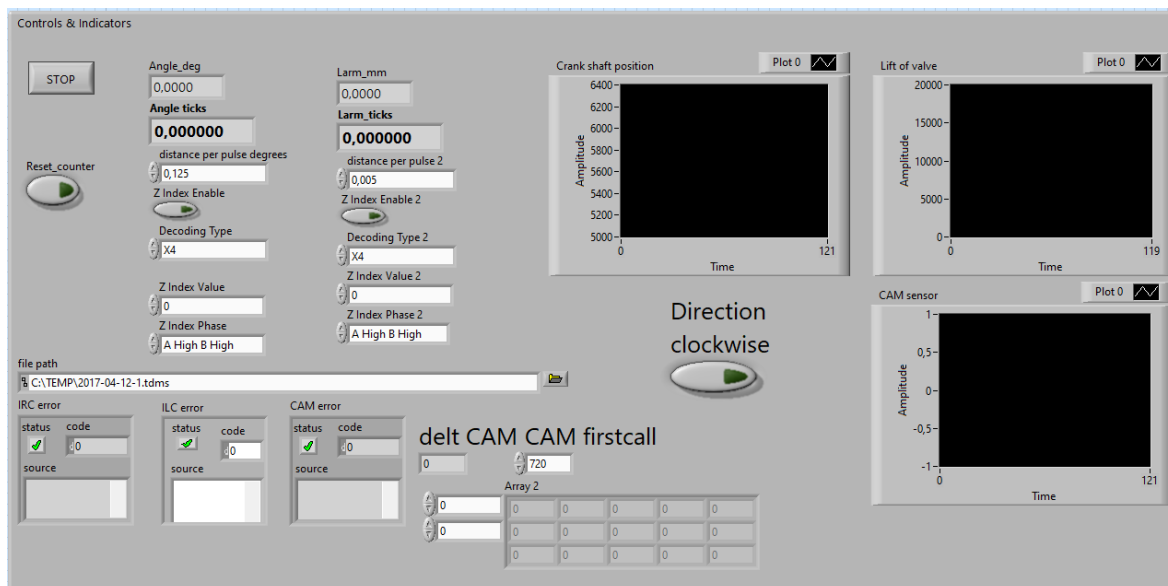 Controls & Indicators
STOP
Reset_counter
Angle_deg
0,0000
Angle ticks
0,000000
distance per pulse degrees
0,125
Z Index Enable
Decoding Type
X4
Z Index Value
0
Z Index Phase
A High B High
Larm_mm
0,0000
Larm_ticks
0,000000
distance per pulse 2
0,005
Z Index Enable 2
Decoding Type 2
X4
Z Index Value 2
0
Z Index Phase 2
A High B High
Crank shaft position
Plot 0
Amplitude
6400
6200
6000
5800
5600
5400
5200
5000
0
121
Time
Lift of valve
Plot 0
Amplitude
20000
15000
10000
5000
0
0
119
Time
Direction
clockwise
CAM sensor
Plot 0
Amplitude
1
0,5
0
-0,5
-1
0
121
Time
file path
C:\TEMP\2017-04-12-1.tdms
IRC error
status code
0
source
ILC error
status code
0
source
CAM error
status code
0
source
delt CAM CAM firstcall
0
720
Array 2
0
0
0 0 0 0 0
0 0 0 0 0
0 0 0 0 0